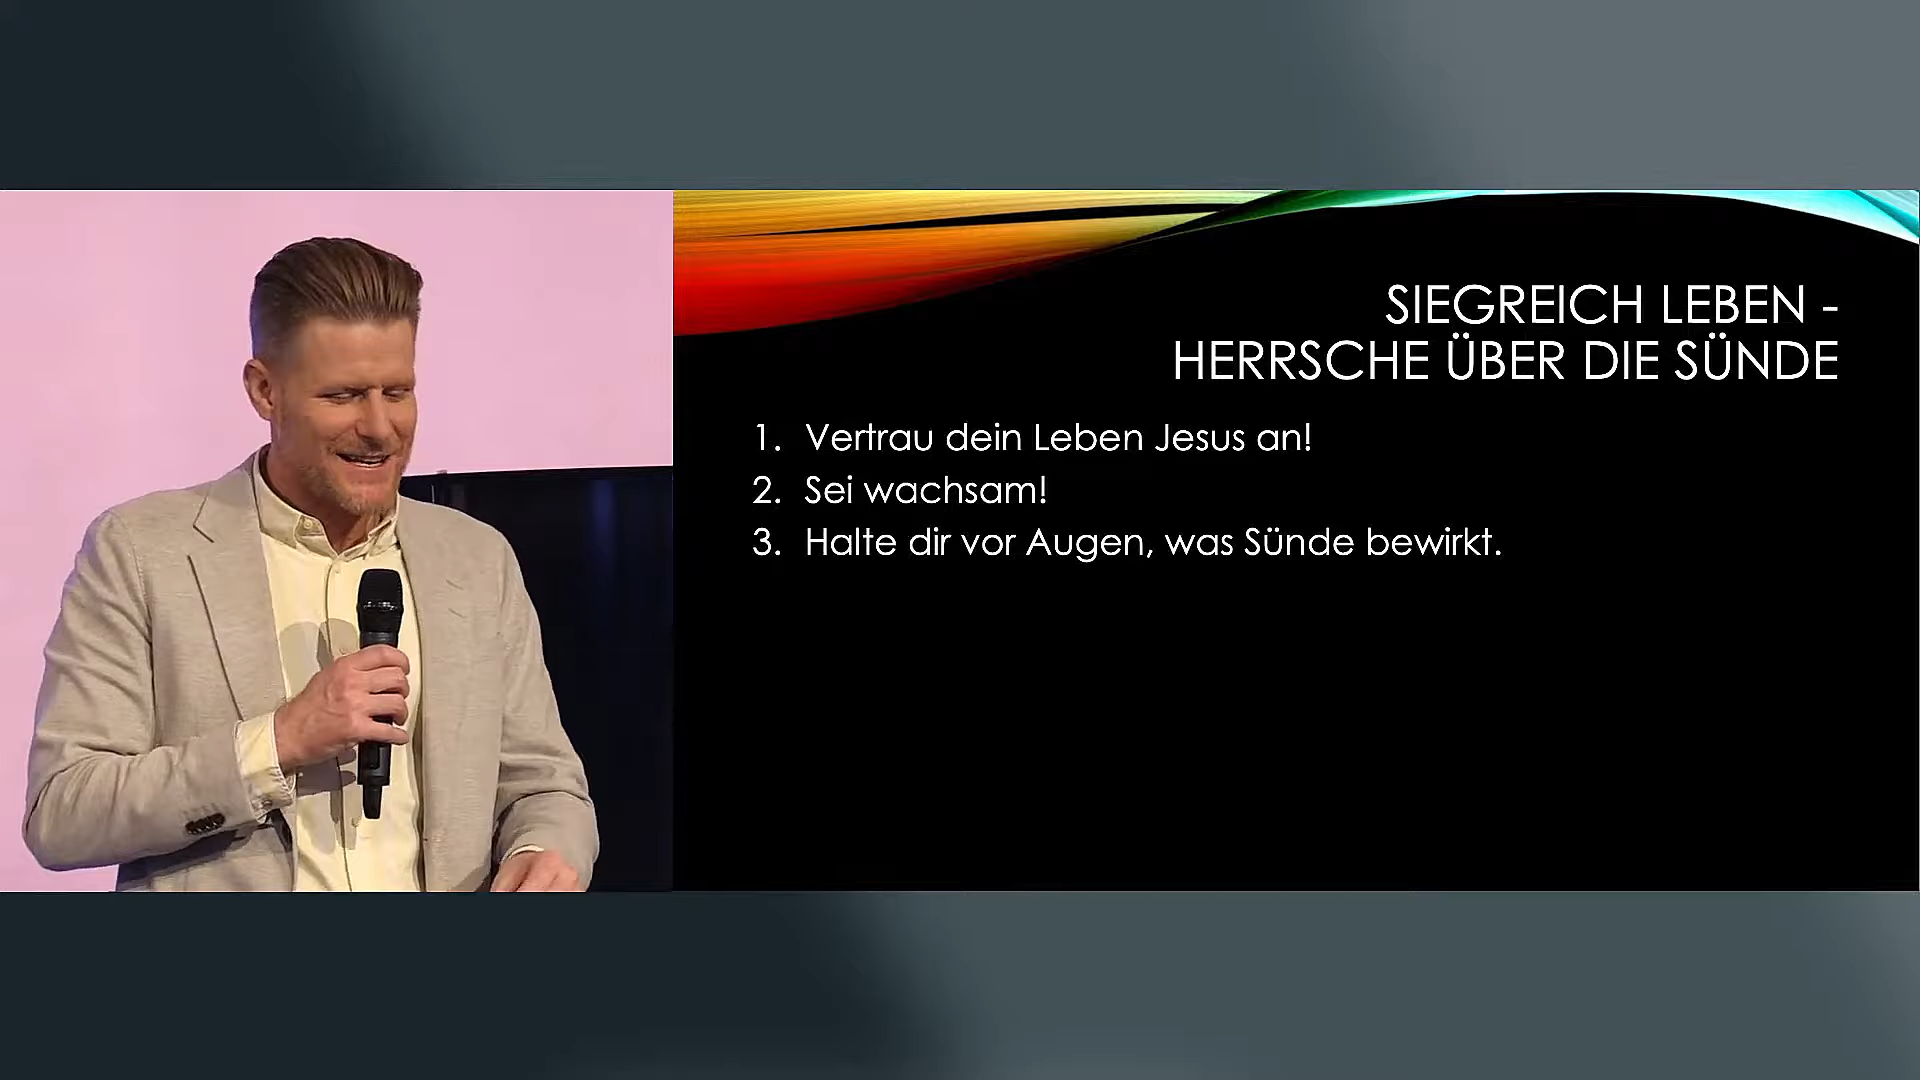 SIEGREICH LEBEN -
HERRSCHE ÜBER DIE SÜNDE
1. Vertrau dein Leben Jesus an!
2. Sei wachsam!
3. Halte dir vor Augen, was Sünde bewirkt.